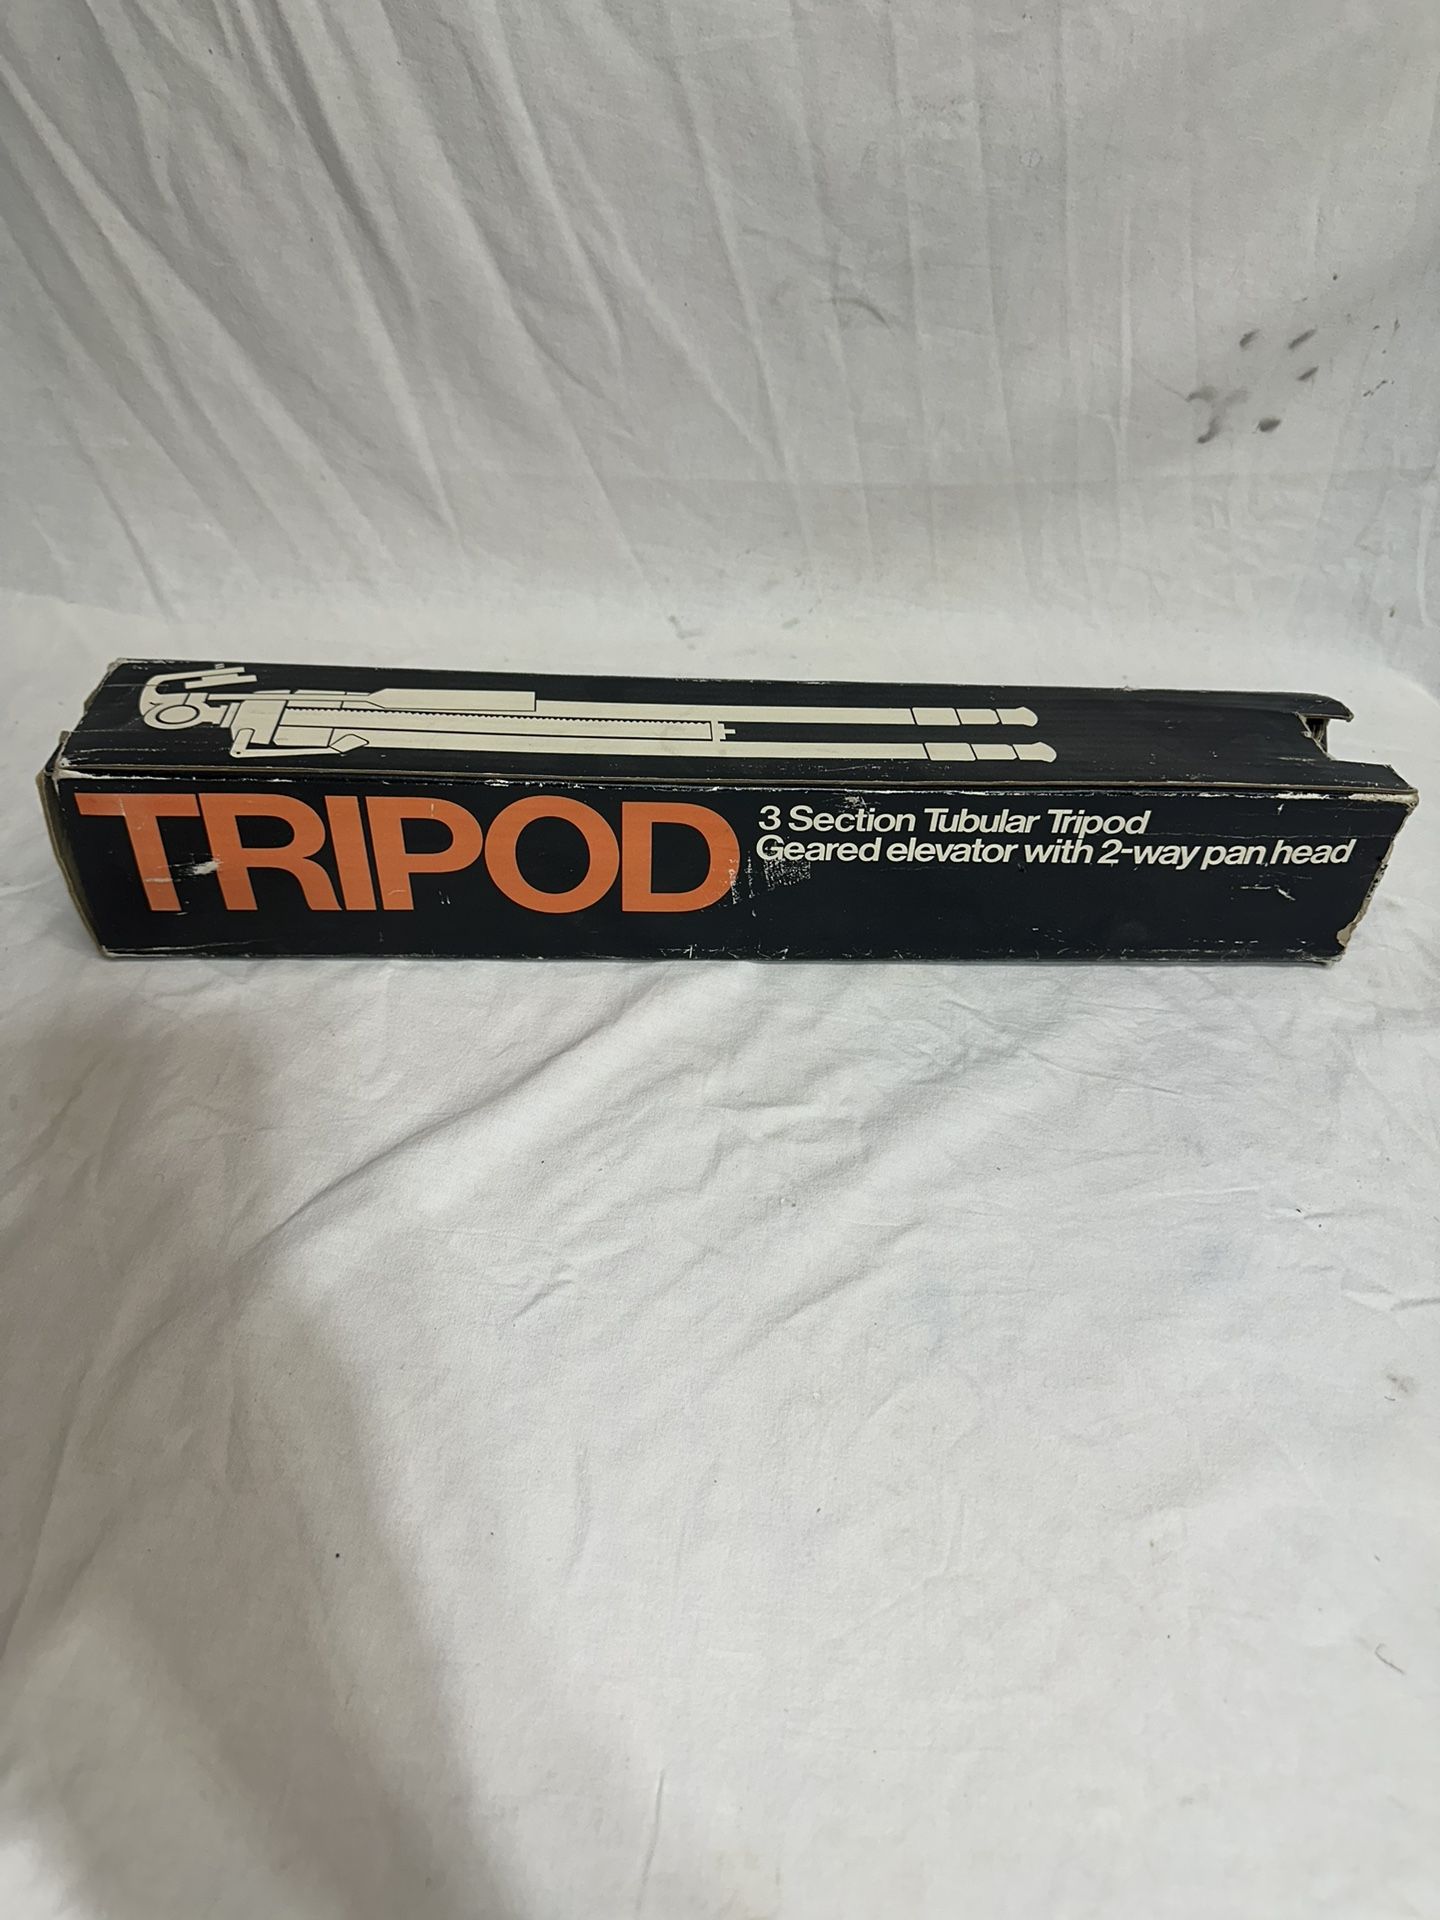 TRIPOD
3 Section Tubular Tripod
Geared elevator with 2-way pan head